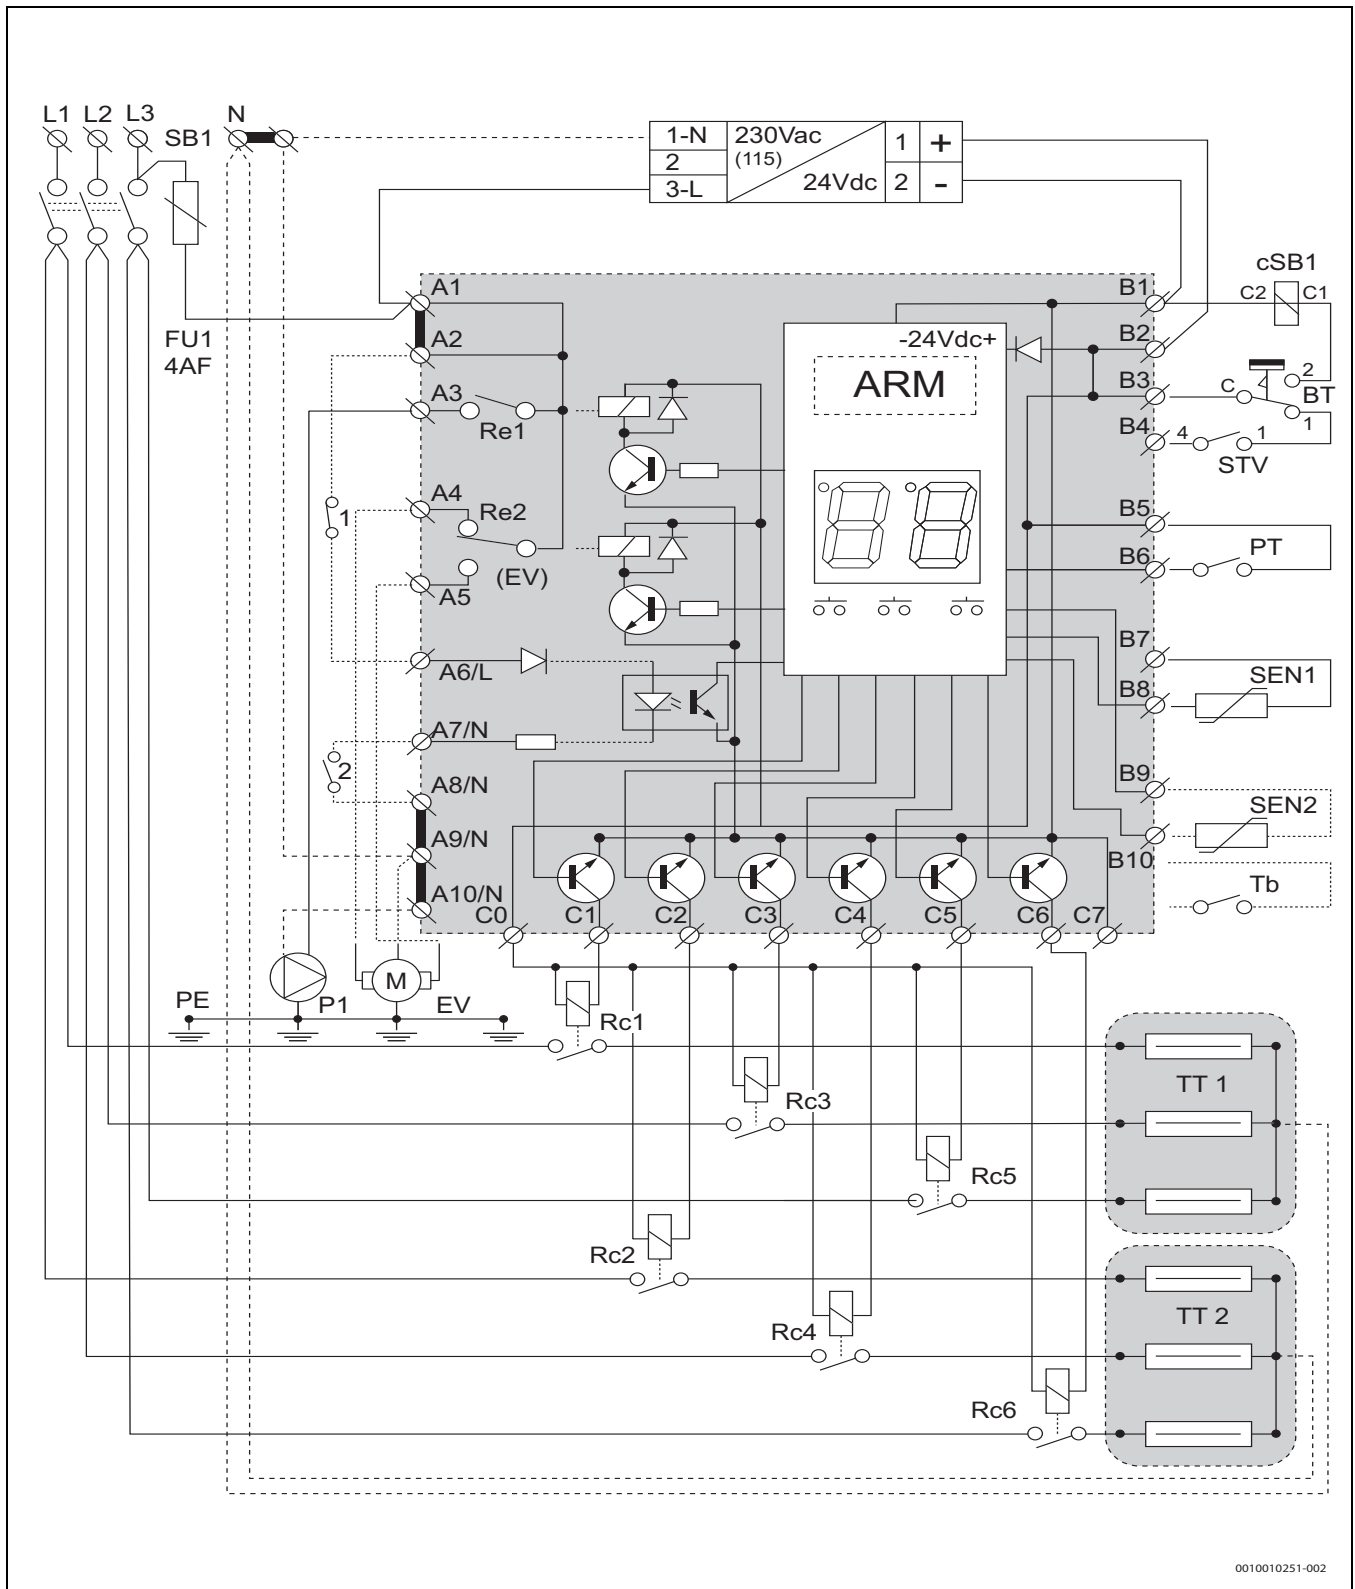 L1 L2 L3 SB1 N
1-N 230Vac 1 +
2 (115)
3-L 24Vdc 2 -
cSB1
A1 B1 C2 C1
FU1
4AF
A2 -24Vdc+ B2
ARM
A3 B3 C 2
BT
Re1 B4 4 1 1
STV
A4 Re2 B5
(EV) B6 PT
A5
A6/L B7
SEN1
B8
1
A7/N
2 A8/N B9
SEN2
A9/N
B10
A10/N Tb
C0 C1 C2 C3 C4 C5 C6 C7
M
PE P1 EV
Rc1
TT 1
Rc3
Rc5
Rc2
TT 2
Rc4
Rc6
0010010251-002